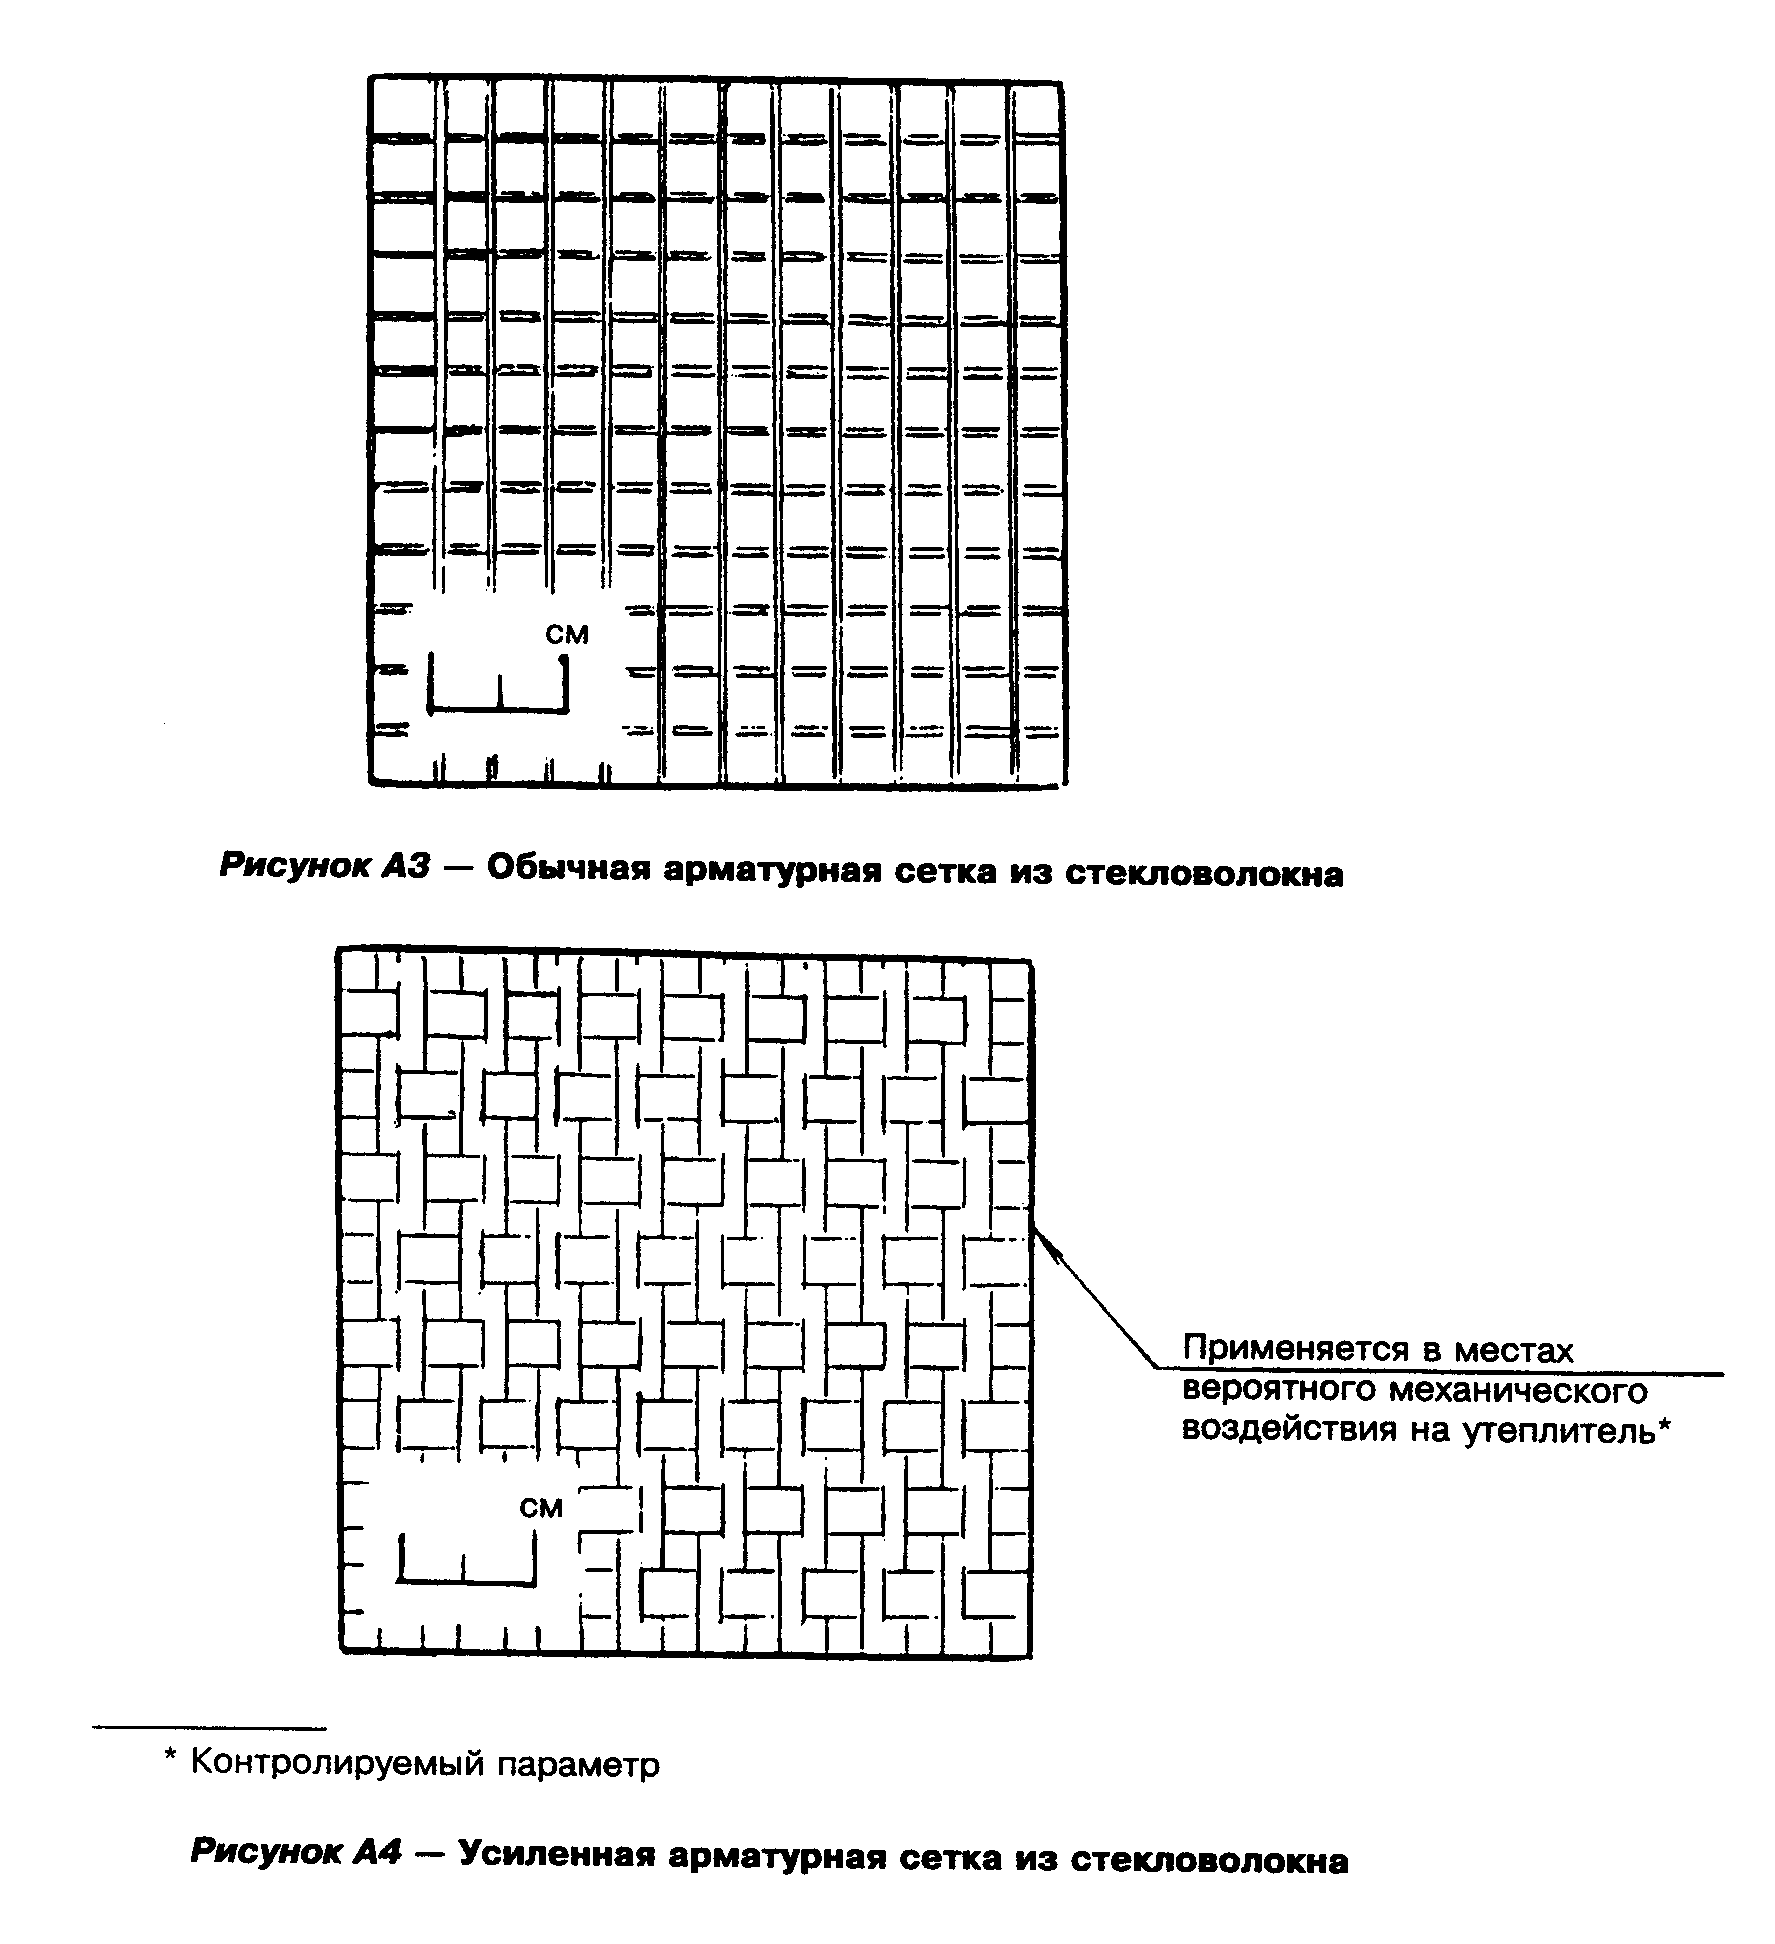 см
Рисунок А3 — Обычная арматурная сетка из стекловолокна
Применяется в местах
вероятного механического
воздействия на утеплитель*
см
* Контролируемый параметр
Рисунок А4 — Усиленная арматурная сетка из стекловолокна